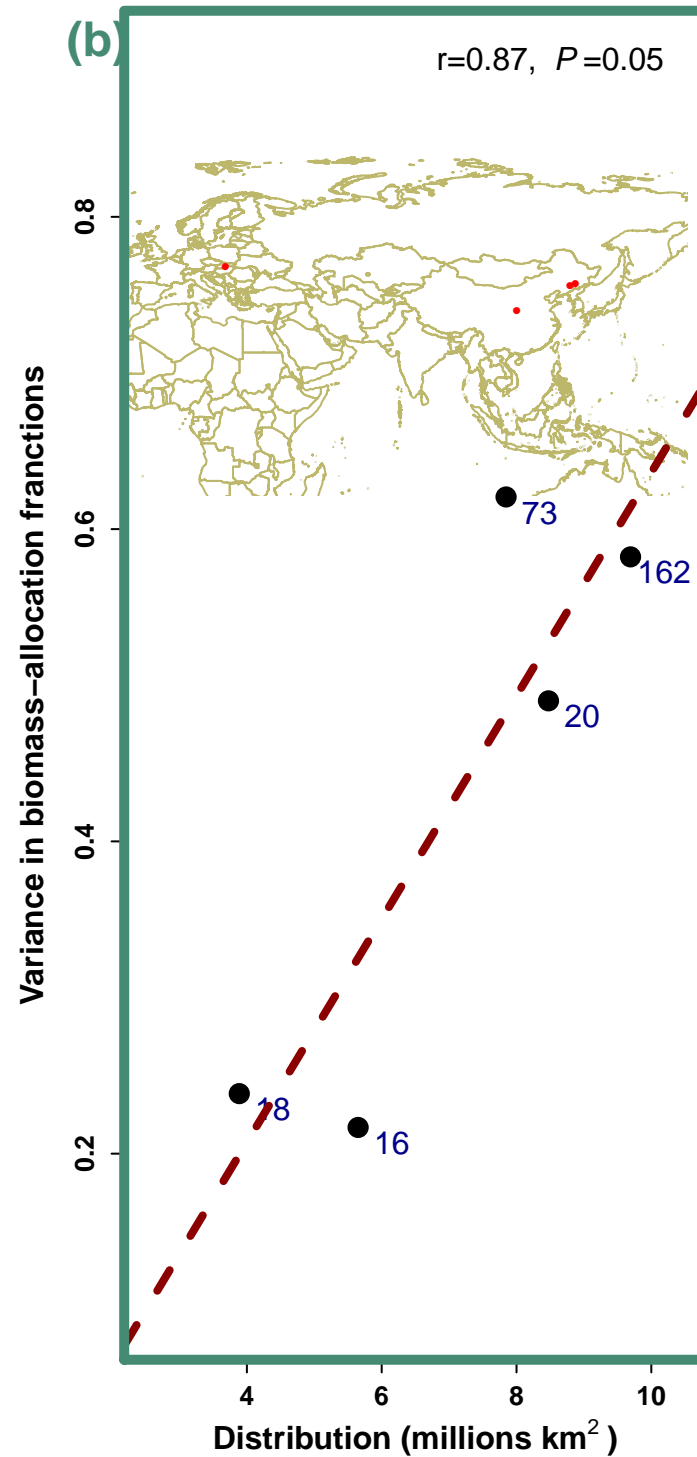 (b)
r=0.87, P=0.05
0.8
0.6
0.4
0.2
Variance in biomass–allocation franctions
73
162
20
18
16
4 6 8 10
Distribution (millions km²)